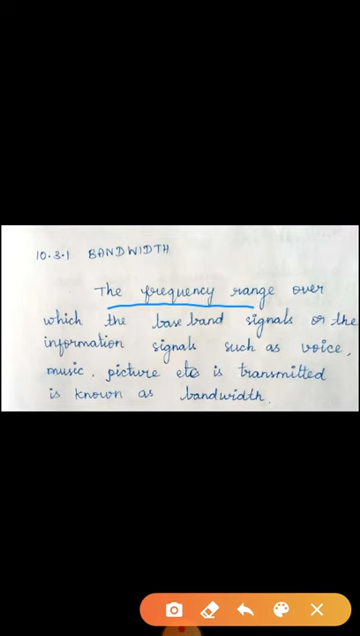 10.3.1 BANDWIDTH
The frequency range over
which the base band signals or the
information signals such as voice,
music, picture etc is transmitted
is known as bandwidth.